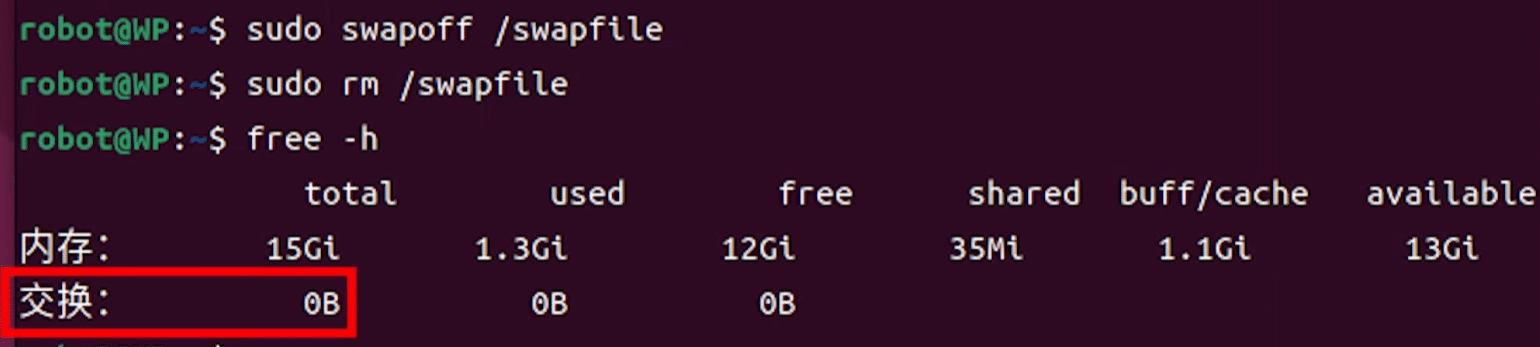 robot@WP:~$ sudo swapoff /swapfile
robot@WP:~$ sudo rm /swapfile
robot@WP:~$ free -h
total used free shared buff/cache available
内存: 15Gi 1.3Gi 12Gi 35Mi 1.1Gi 13Gi
交换: 0B 0B 0B